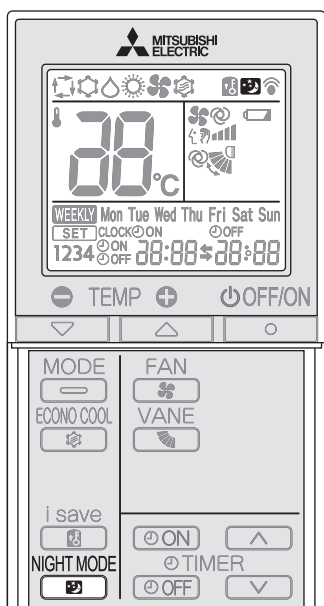 MITSUBISHI
ELECTRIC
88°C
WEEKLY Mon Tue Wed Thu Fri Sat Sun
SET CLOCK ON OFF
1234 ON OFF 88:88 88:88
TEMP OFF/ON
MODE FAN
ECONO COOL VANE
i save
ON
NIGHT MODE TIMER
OFF